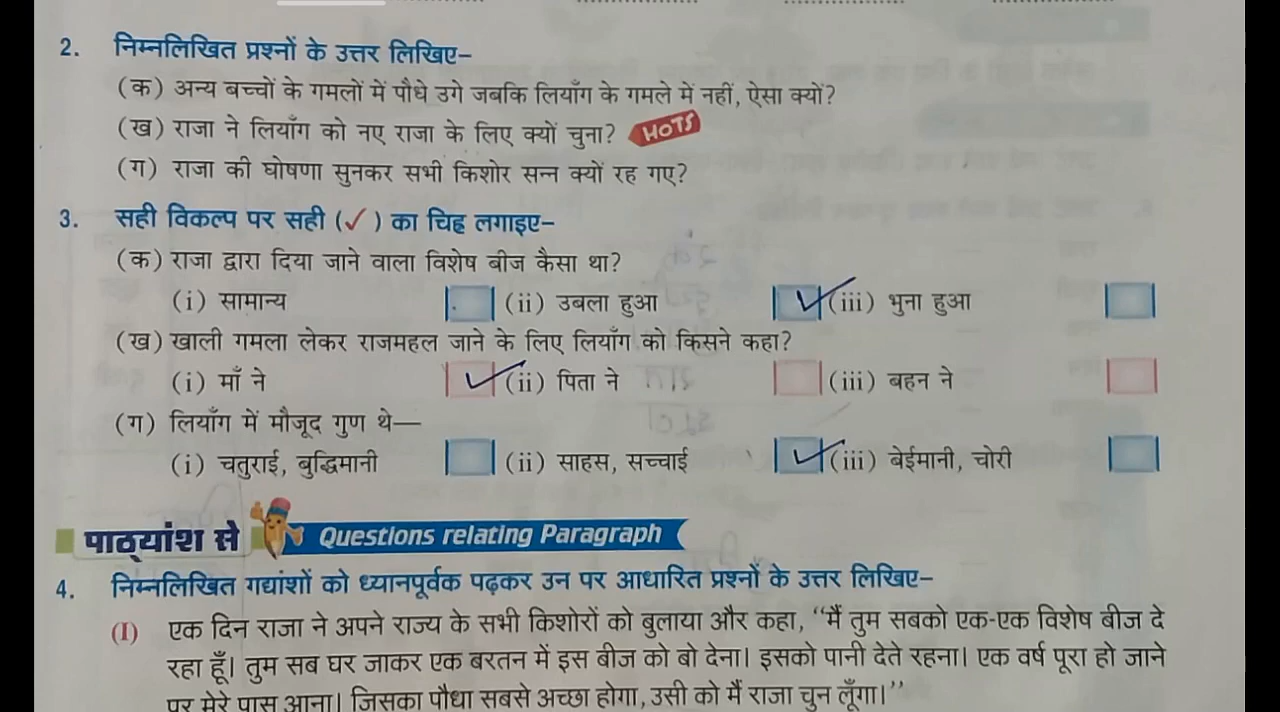 2. निम्नलिखित प्रश्नों के उत्तर लिखिए–
(क) अन्य बच्चों के गमलों में पौधे उगे जबकि लियाँग के गमले में नहीं, ऐसा क्यों?
(ख) राजा ने लियाँग को नए राजा के लिए क्यों चुना? HOTS
(ग) राजा की घोषणा सुनकर सभी किशोर सन्न क्यों रह गए?
3. सही विकल्प पर सही (✓) का चिह्न लगाइए–
(क) राजा द्वारा दिया जाने वाला विशेष बीज कैसा था?
(i) सामान्य (ii) उबला हुआ ✓ (iii) भुना हुआ
(ख) खाली गमला लेकर राजमहल जाने के लिए लियाँग को किसने कहा?
(i) माँ ने ✓ (ii) पिता ने (iii) बहन ने
(ग) लियाँग में मौजूद गुण थे—
(i) चतुराई, बुद्धिमानी (ii) साहस, सच्चाई ✓ (iii) बेईमानी, चोरी
पाठ्यांश से Questions relating Paragraph
4. निम्नलिखित गद्यांशों को ध्यानपूर्वक पढ़कर उन पर आधारित प्रश्नों के उत्तर लिखिए–
(I) एक दिन राजा ने अपने राज्य के सभी किशोरों को बुलाया और कहा, “मैं तुम सबको एक-एक विशेष बीज दे
रहा हूँ। तुम सब घर जाकर एक बरतन में इस बीज को बो देना। इसको पानी देते रहना। एक वर्ष पूरा हो जाने
पर मेरे पास आना। जिसका पौधा सबसे अच्छा होगा, उसी को मैं राजा चुन लूँगा।”